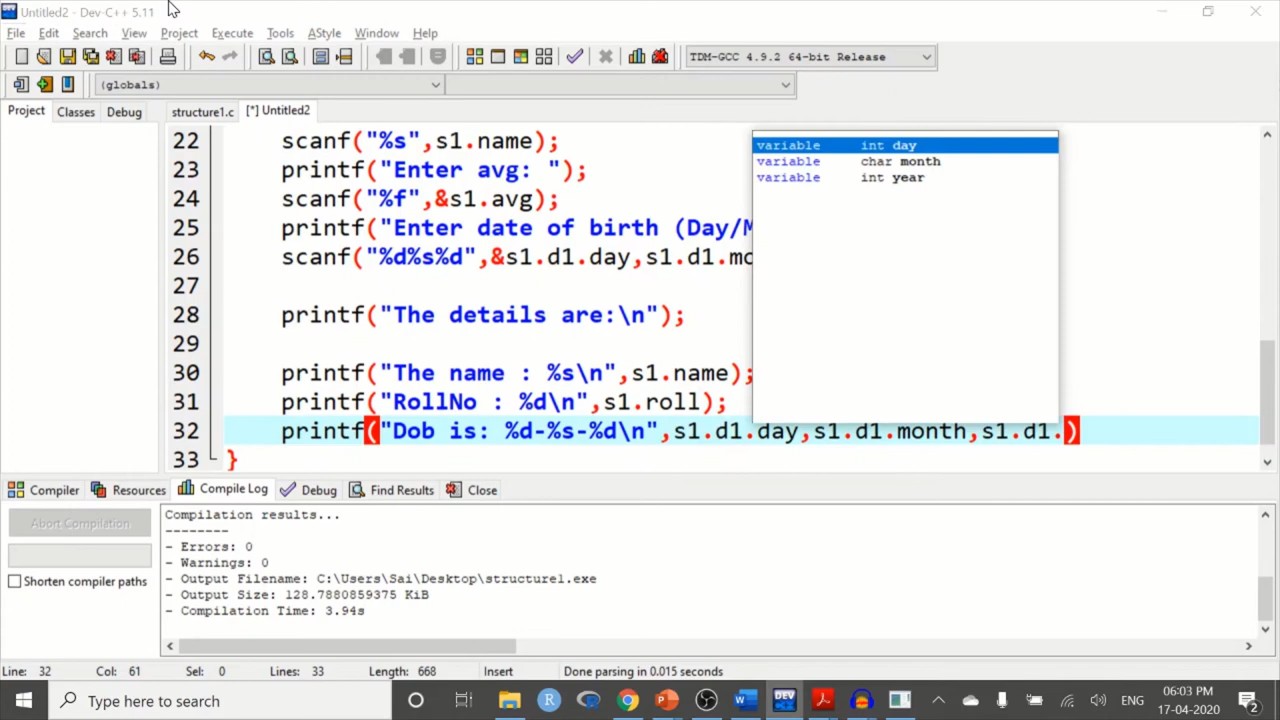 Untitled2 - Dev-C++ 5.11
File Edit Search View Project Execute Tools AStyle Window Help
TDM-GCC 4.9.2 64-bit Release
(globals)
Project Classes Debug structure1.c [*] Untitled2
22 scanf("%s",s1.name);
23 printf("Enter avg: ");
24 scanf("%f",&s1.avg);
25 printf("Enter date of birth (Day/M
26 scanf("%d%s%d",&s1.d1.day,s1.d1.mo
27
28 printf("The details are:\n");
29
30 printf("The name : %s\n",s1.name);
31 printf("RollNo : %d\n",s1.roll);
32 printf("Dob is: %d-%s-%d\n",s1.d1.day,s1.d1.month,s1.d1.)
33 }
variable int day
variable char month
variable int year
Compiler Resources Compile Log Debug Find Results Close
Abort Compilation
Shorten compiler paths
Compilation results...
--------
- Errors: 0
- Warnings: 0
- Output Filename: C:\Users\Sai\Desktop\structure1.exe
- Output Size: 128.7880859375 KiB
- Compilation Time: 3.94s
Line: 32 Col: 61 Sel: 0 Lines: 33 Length: 668 Insert Done parsing in 0.015 seconds
Type here to search
ENG
06:03 PM
17-04-2020
2